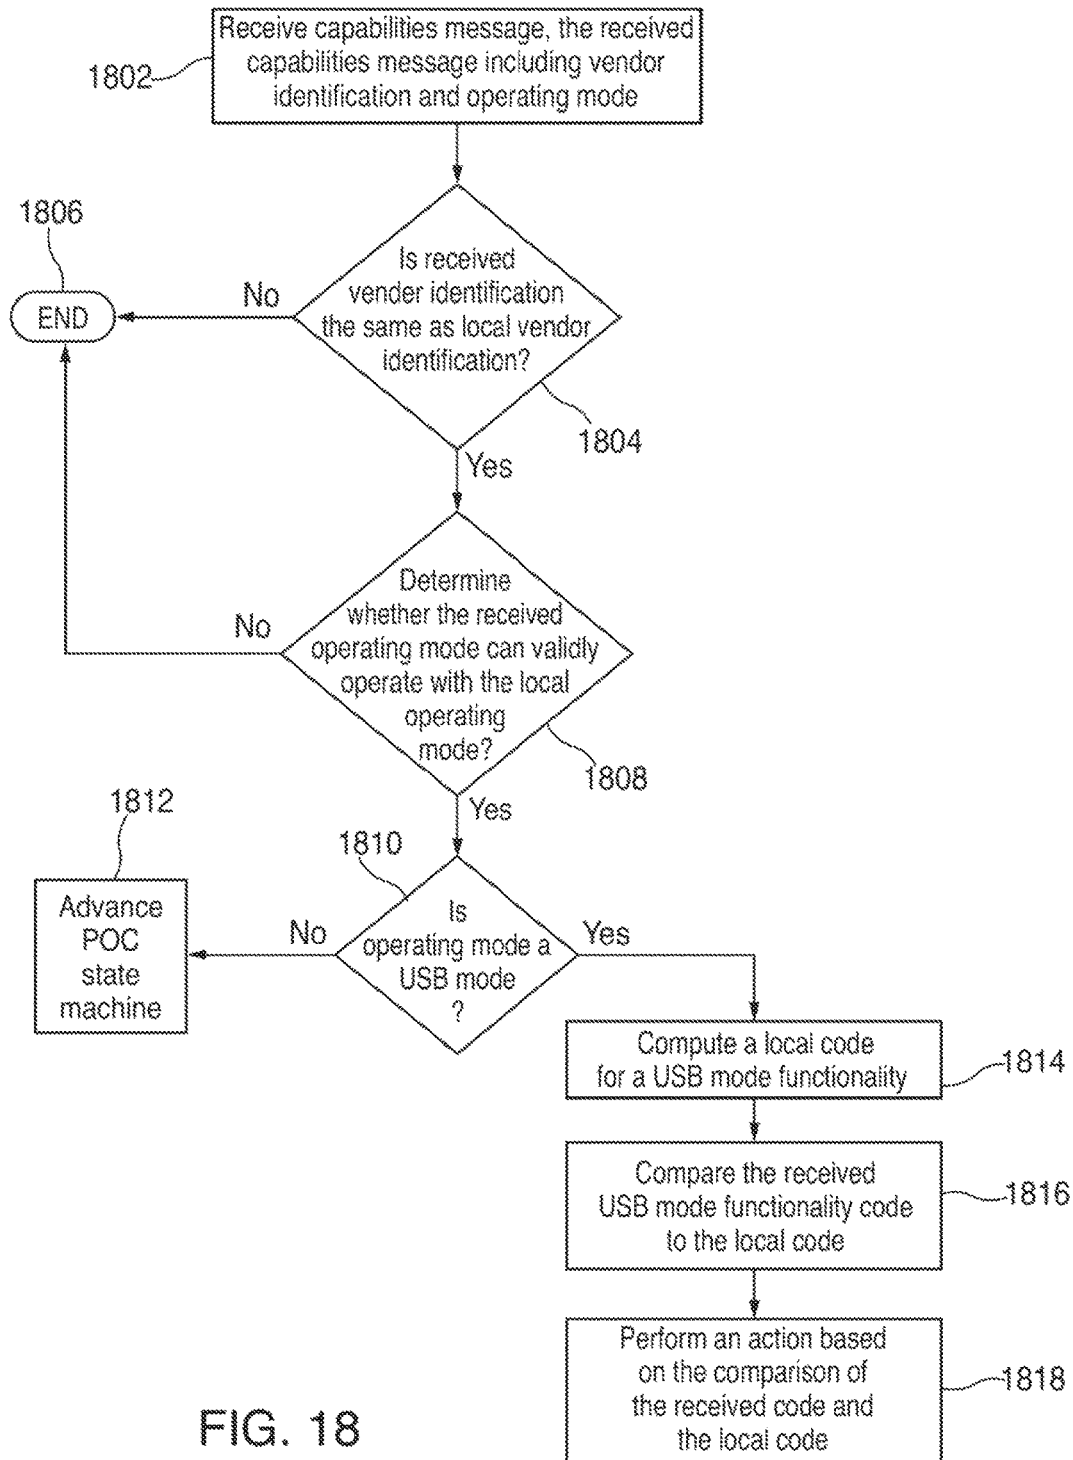 Receive capabilities message, the received
capabilities message including vendor
identification and operating mode
1802
1806
END
No
Is received
vender identification
the same as local vendor
identification?
1804
Yes
Determine
whether the received
operating mode can validly
operate with the local
operating
mode?
No
1808
Yes
1812
1810
Advance
POC
state
machine
No
Is
operating mode a
USB mode
?
Yes
Compute a local code
for a USB mode functionality
1814
Compare the received
USB mode functionality code
to the local code
1816
Perform an action based
on the comparison of
the received code and
the local code
1818
FIG. 18